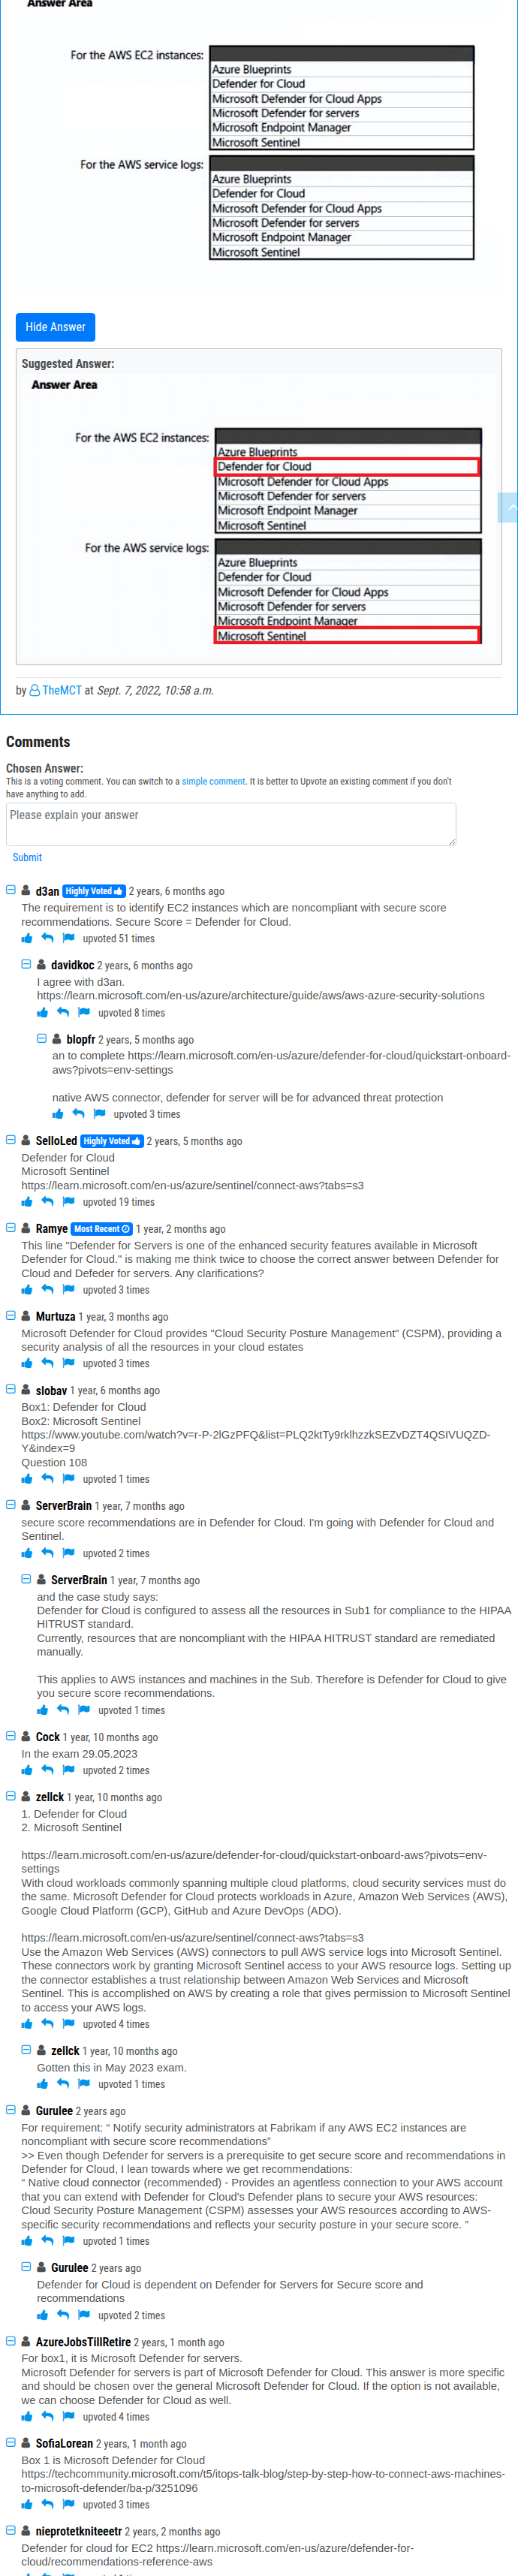 Answer Area
For the AWS EC2 instances:
Azure Blueprints
Defender for Cloud
Microsoft Defender for Cloud Apps
Microsoft Defender for servers
Microsoft Endpoint Manager
Microsoft Sentinel
For the AWS service logs:
Azure Blueprints
Defender for Cloud
Microsoft Defender for Cloud Apps
Microsoft Defender for servers
Microsoft Endpoint Manager
Microsoft Sentinel
Hide Answer
Suggested Answer:
Answer Area
For the AWS EC2 instances:
Azure Blueprints
Defender for Cloud
Microsoft Defender for Cloud Apps
Microsoft Defender for servers
Microsoft Endpoint Manager
Microsoft Sentinel
For the AWS service logs:
Azure Blueprints
Defender for Cloud
Microsoft Defender for Cloud Apps
Microsoft Defender for servers
Microsoft Endpoint Manager
Microsoft Sentinel
by TheMCT at Sept. 7, 2022, 10:58 a.m.
Comments
Chosen Answer:
This is a voting comment. You can switch to a simple comment. It is better to Upvote an existing comment if you don't
have anything to add.
Please explain your answer
Submit
d3an Highly Voted 2 years, 6 months ago
The requirement is to identify EC2 instances which are noncompliant with secure score
recommendations. Secure Score = Defender for Cloud.
upvoted 51 times
davidkoc 2 years, 6 months ago
I agree with d3an.
https://learn.microsoft.com/en-us/azure/architecture/guide/aws/aws-azure-security-solutions
upvoted 8 times
blopfr 2 years, 5 months ago
an to complete https://learn.microsoft.com/en-us/azure/defender-for-cloud/quickstart-onboard-
aws?pivots=env-settings
native AWS connector, defender for server will be for advanced threat protection
upvoted 3 times
SelloLed Highly Voted 2 years, 5 months ago
Defender for Cloud
Microsoft Sentinel
https://learn.microsoft.com/en-us/azure/sentinel/connect-aws?tabs=s3
upvoted 19 times
Ramye Most Recent 1 year, 2 months ago
This line "Defender for Servers is one of the enhanced security features available in Microsoft
Defender for Cloud." is making me think twice to choose the correct answer between Defender for
Cloud and Defeder for servers. Any clarifications?
upvoted 3 times
Murtuza 1 year, 3 months ago
Microsoft Defender for Cloud provides "Cloud Security Posture Management" (CSPM), providing a
security analysis of all the resources in your cloud estates
upvoted 3 times
slobav 1 year, 6 months ago
Box1: Defender for Cloud
Box2: Microsoft Sentinel
https://www.youtube.com/watch?v=r-P-2lGzPFQ&list=PLQ2ktTy9rklhzzkSEZvDZT4QSIVUQZD-
Y&index=9
Question 108
upvoted 1 times
ServerBrain 1 year, 7 months ago
secure score recommendations are in Defender for Cloud. I'm going with Defender for Cloud and
Sentinel.
upvoted 2 times
ServerBrain 1 year, 7 months ago
and the case study says:
Defender for Cloud is configured to assess all the resources in Sub1 for compliance to the HIPAA
HITRUST standard.
Currently, resources that are noncompliant with the HIPAA HITRUST standard are remediated
manually.
This applies to AWS instances and machines in the Sub. Therefore is Defender for Cloud to give
you secure score recommendations.
upvoted 1 times
Cock 1 year, 10 months ago
In the exam 29.05.2023
upvoted 2 times
zellck 1 year, 10 months ago
1. Defender for Cloud
2. Microsoft Sentinel
https://learn.microsoft.com/en-us/azure/defender-for-cloud/quickstart-onboard-aws?pivots=env-
settings
With cloud workloads commonly spanning multiple cloud platforms, cloud security services must do
the same. Microsoft Defender for Cloud protects workloads in Azure, Amazon Web Services (AWS),
Google Cloud Platform (GCP), GitHub and Azure DevOps (ADO).
https://learn.microsoft.com/en-us/azure/sentinel/connect-aws?tabs=s3
Use the Amazon Web Services (AWS) connectors to pull AWS service logs into Microsoft Sentinel.
These connectors work by granting Microsoft Sentinel access to your AWS resource logs. Setting up
the connector establishes a trust relationship between Amazon Web Services and Microsoft
Sentinel. This is accomplished on AWS by creating a role that gives permission to Microsoft Sentinel
to access your AWS logs.
upvoted 4 times
zellck 1 year, 10 months ago
Gotten this in May 2023 exam.
upvoted 1 times
Gurulee 2 years ago
For requirement: “ Notify security administrators at Fabrikam if any AWS EC2 instances are
noncompliant with secure score recommendations”
>> Even though Defender for servers is a prerequisite to get secure score and recommendations in
Defender for Cloud, I lean towards where we get recommendations:
“ Native cloud connector (recommended) - Provides an agentless connection to your AWS account
that you can extend with Defender for Cloud's Defender plans to secure your AWS resources:
Cloud Security Posture Management (CSPM) assesses your AWS resources according to AWS-
specific security recommendations and reflects your security posture in your secure score. ”
upvoted 1 times
Gurulee 2 years ago
Defender for Cloud is dependent on Defender for Servers for Secure score and
recommendations
upvoted 2 times
AzureJobsTillRetire 2 years, 1 month ago
For box1, it is Microsoft Defender for servers.
Microsoft Defender for servers is part of Microsoft Defender for Cloud. This answer is more specific
and should be chosen over the general Microsoft Defender for Cloud. If the option is not available,
we can choose Defender for Cloud as well.
upvoted 4 times
SofiaLorean 2 years, 1 month ago
Box 1 is Microsoft Defender for Cloud
https://techcommunity.microsoft.com/t5/itops-talk-blog/step-by-step-how-to-connect-aws-machines-
to-microsoft-defender/ba-p/3251096
upvoted 3 times
nieprotetkniteeetr 2 years, 2 months ago
Defender for cloud for EC2 https://learn.microsoft.com/en-us/azure/defender-for-
cloud/recommendations-reference-aws